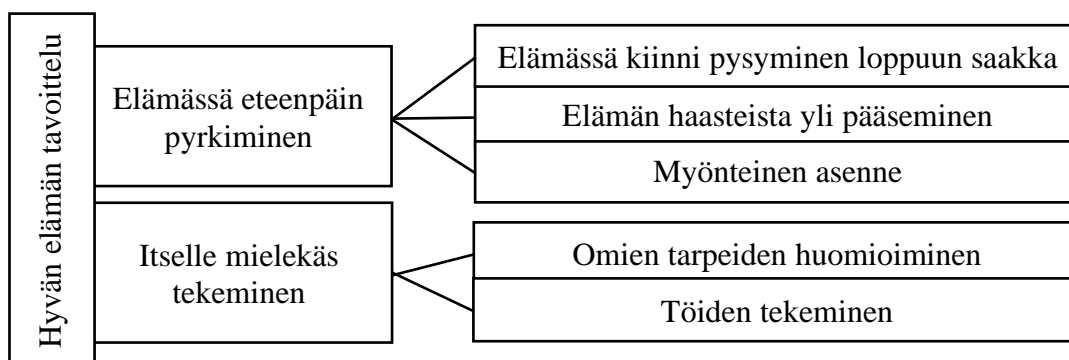 Hyvän elämän tavoittelu
Elämässä eteenpäin
pyrkiminen
Elämässä kiinni pysyminen loppuun saakka
Elämän haasteista yli pääseminen
Myönteinen asenne
Itselle mielekäs
tekeminen
Omien tarpeiden huomioiminen
Töiden tekeminen